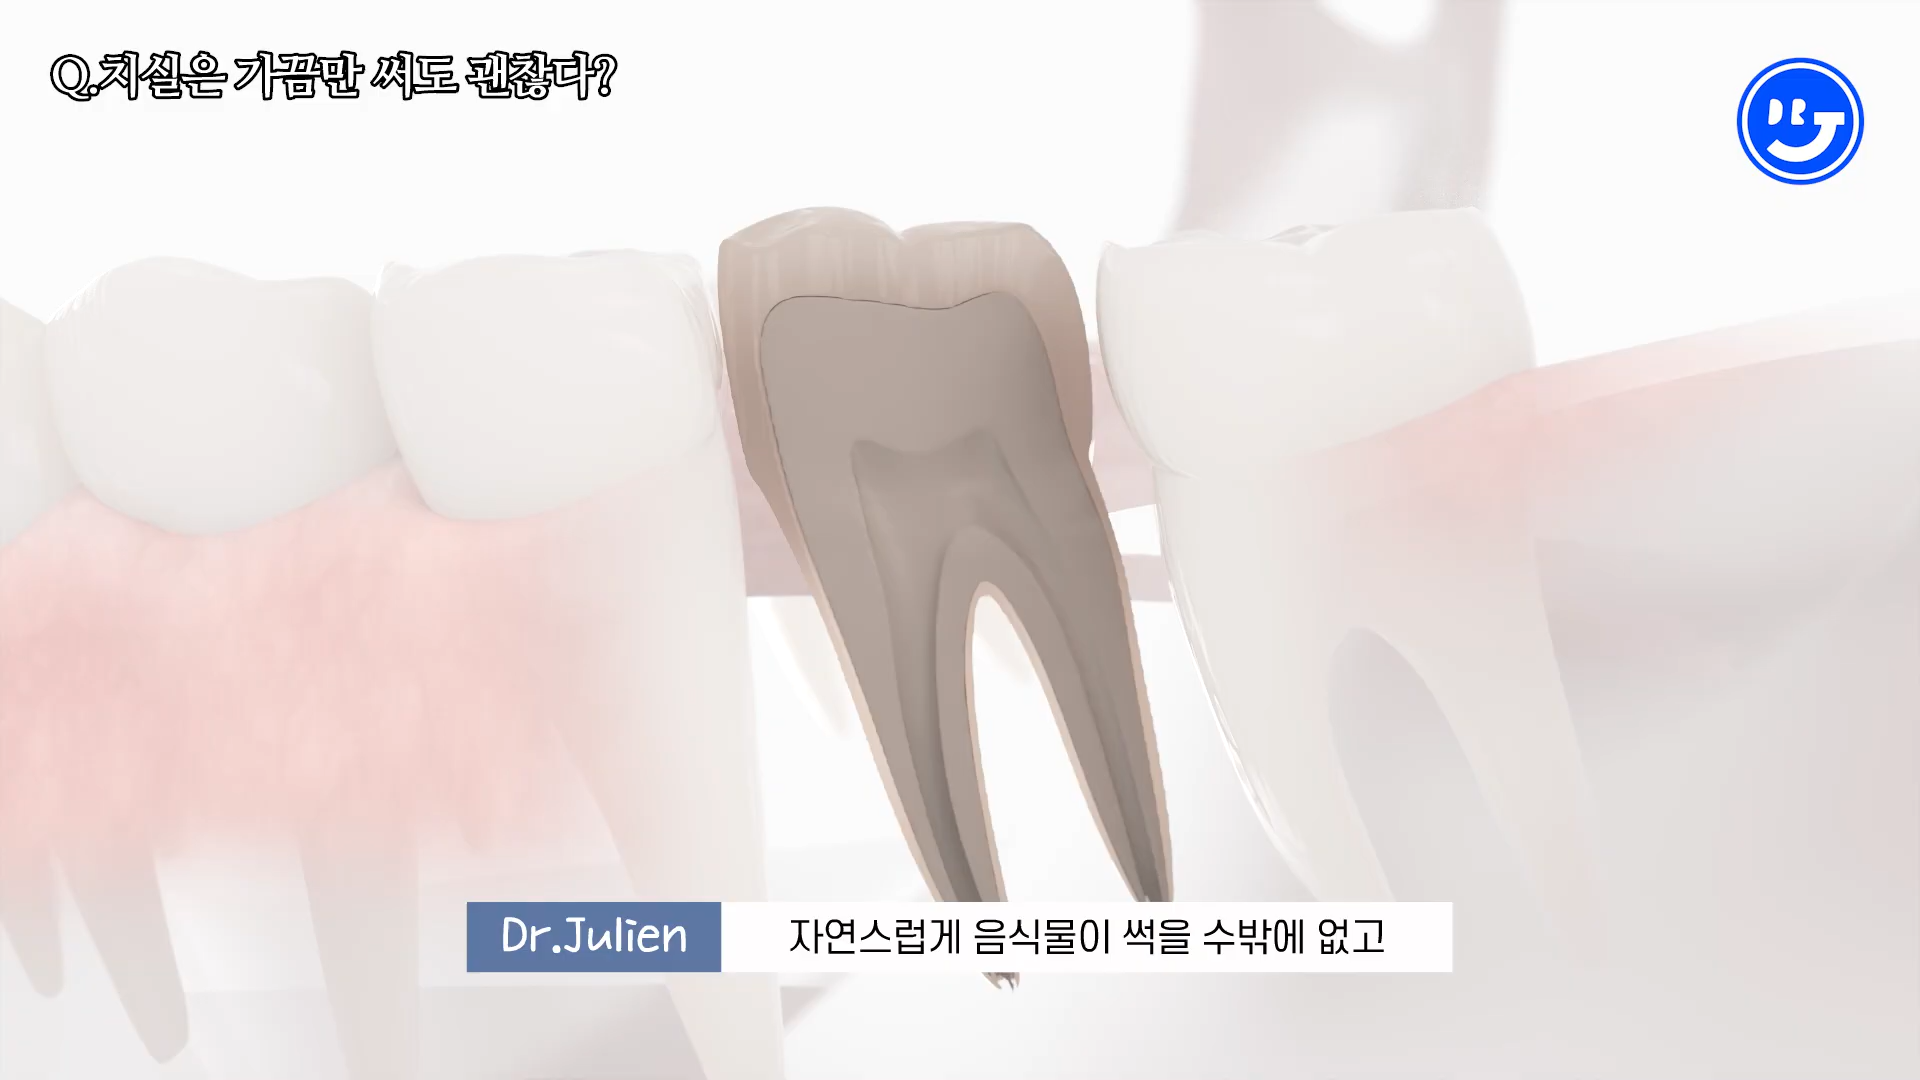 Q.치실은 가끔만 써도 괜찮다?
DR J
Dr.Julien
자연스럽게 음식물이 썩을 수밖에 없고